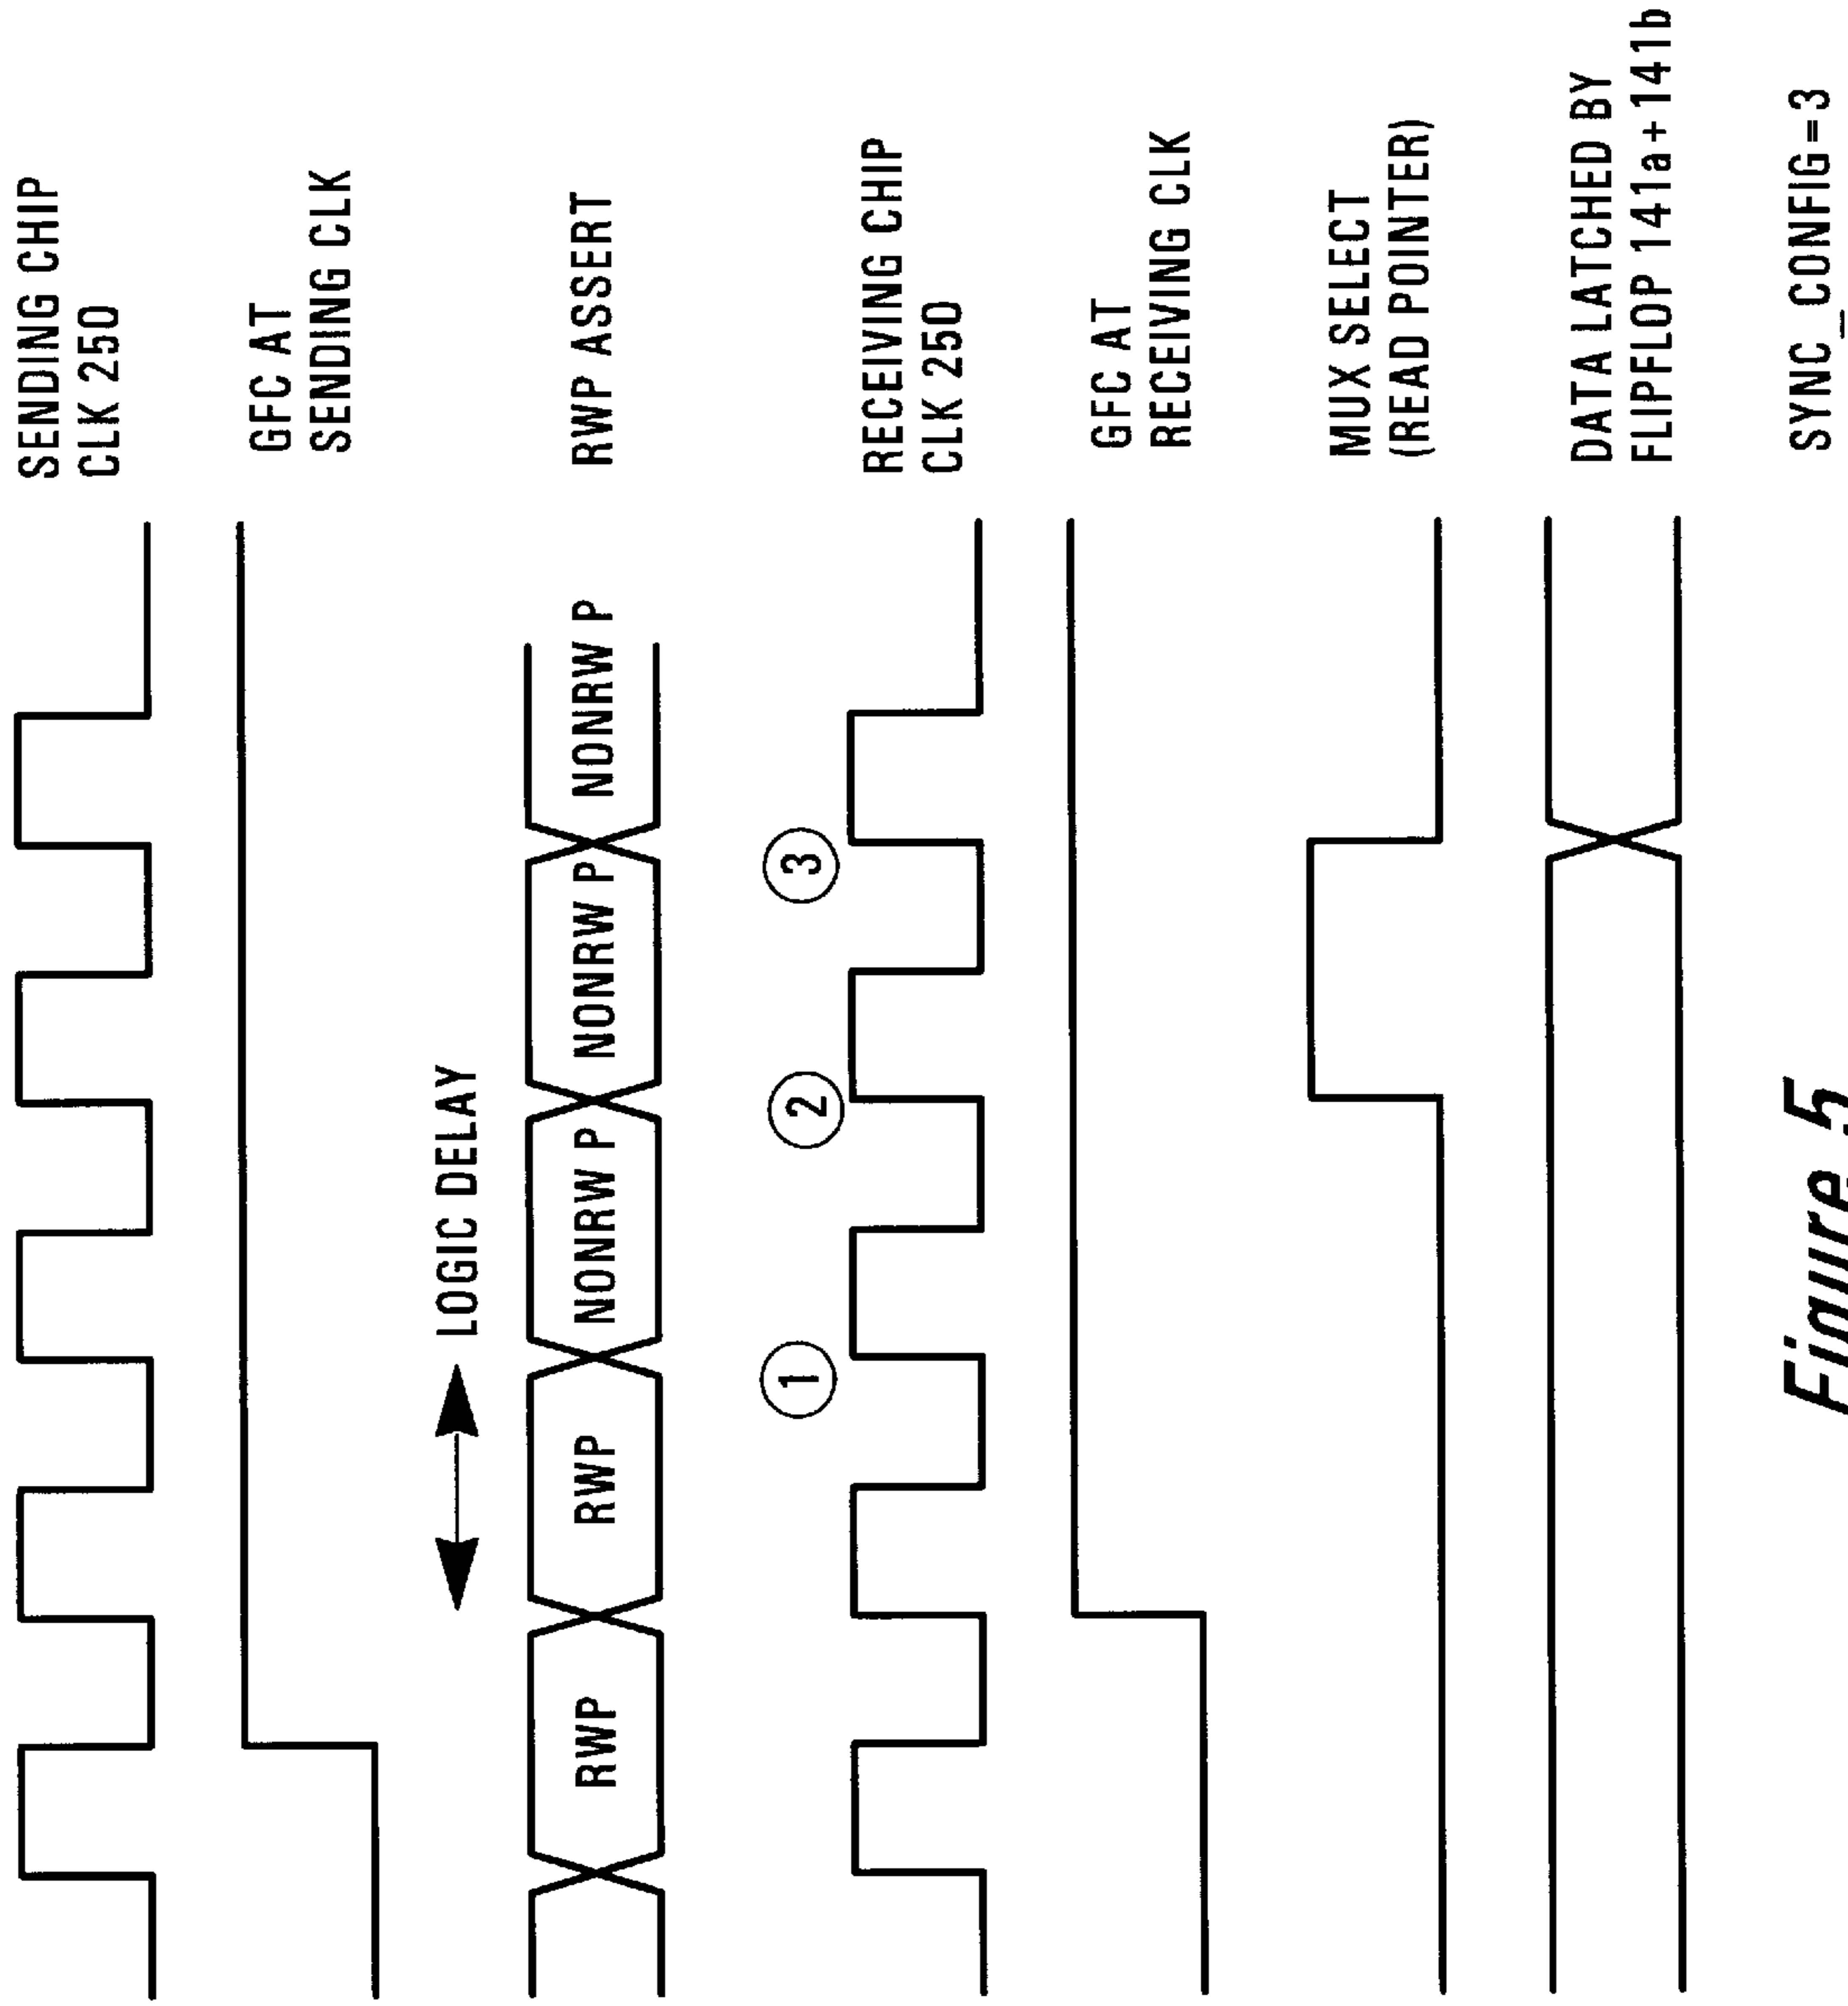 SENDING CHIP
CLK 250
GFC AT
SENDING CLK
LOGIC DELAY
RWP
RWP
NONRW P
NONRW P
NONRW P
RWP ASSERT
1
2
3
RECEIVING CHIP
CLK 250
GFC AT
RECEIVING CLK
MUX SELECT
(READ POINTER)
DATA LATCHED BY
FLIPFLOP 141a+141b
SYNC_CONFIG=3
Figure 5